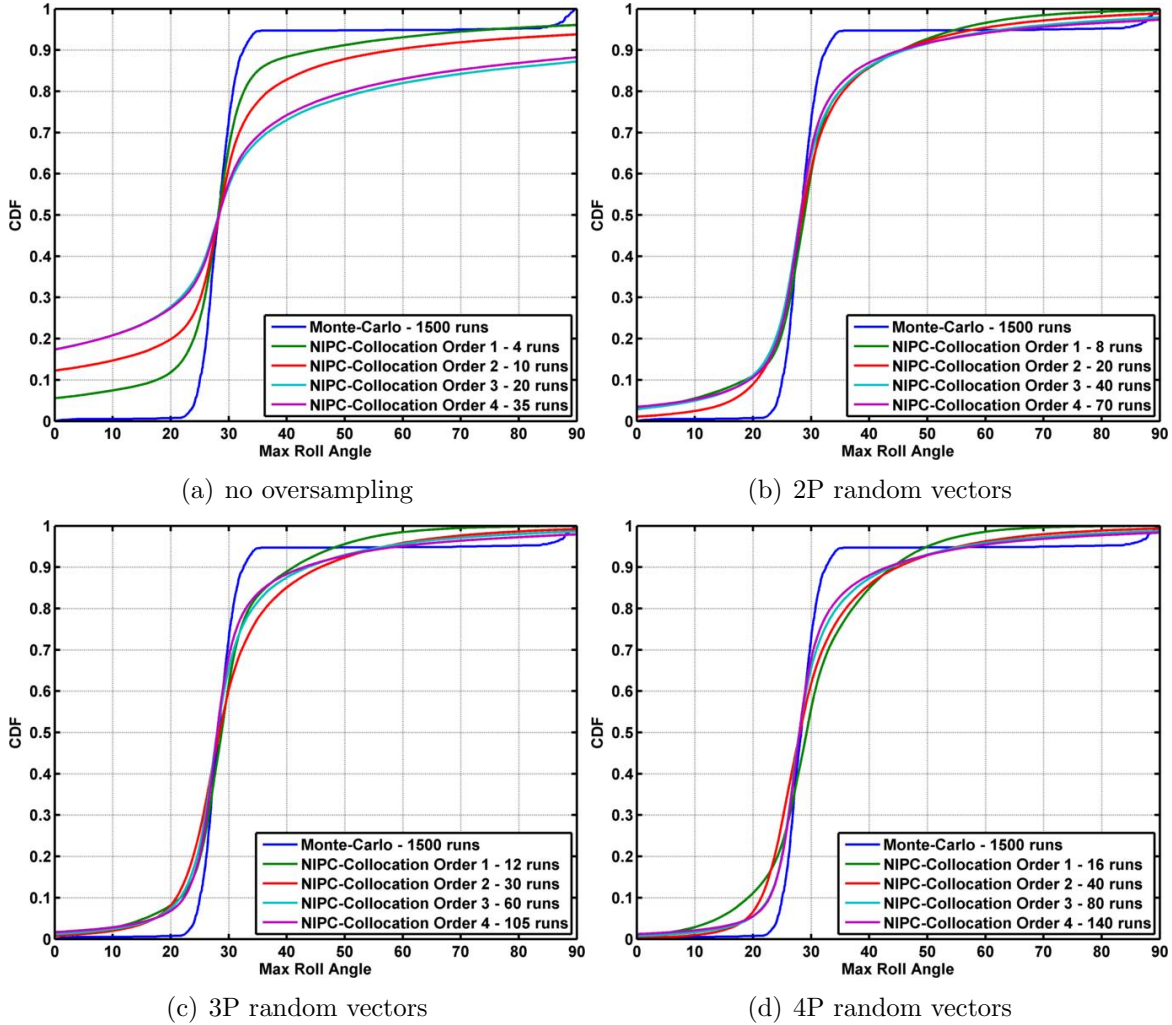 1
0.9
0.8
0.7
0.6
0.5
0.4
0.3
0.2
0.1
0
CDF
0 10 20 30 40 50 60 70 80 90
Max Roll Angle
Monte-Carlo - 1500 runs
NIPC-Collocation Order 1 - 4 runs
NIPC-Collocation Order 2 - 10 runs
NIPC-Collocation Order 3 - 20 runs
NIPC-Collocation Order 4 - 35 runs
(a) no oversampling
1
0.9
0.8
0.7
0.6
0.5
0.4
0.3
0.2
0.1
0
CDF
0 10 20 30 40 50 60 70 80 90
Max Roll Angle
Monte-Carlo - 1500 runs
NIPC-Collocation Order 1 - 8 runs
NIPC-Collocation Order 2 - 20 runs
NIPC-Collocation Order 3 - 40 runs
NIPC-Collocation Order 4 - 70 runs
(b) 2P random vectors
1
0.9
0.8
0.7
0.6
0.5
0.4
0.3
0.2
0.1
0
CDF
0 10 20 30 40 50 60 70 80 90
Max Roll Angle
Monte-Carlo - 1500 runs
NIPC-Collocation Order 1 - 12 runs
NIPC-Collocation Order 2 - 30 runs
NIPC-Collocation Order 3 - 60 runs
NIPC-Collocation Order 4 - 105 runs
(c) 3P random vectors
1
0.9
0.8
0.7
0.6
0.5
0.4
0.3
0.2
0.1
0
CDF
0 10 20 30 40 50 60 70 80 90
Max Roll Angle
Monte-Carlo - 1500 runs
NIPC-Collocation Order 1 - 16 runs
NIPC-Collocation Order 2 - 40 runs
NIPC-Collocation Order 3 - 80 runs
NIPC-Collocation Order 4 - 140 runs
(d) 4P random vectors